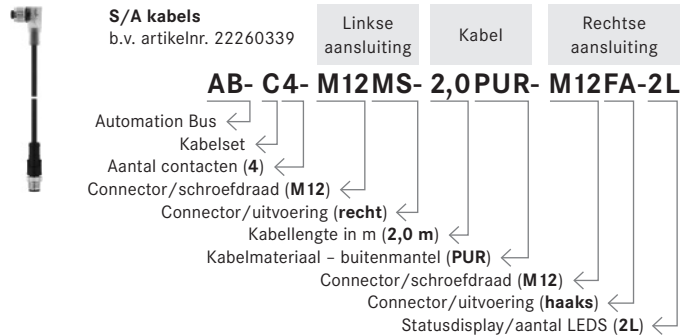 S/A kabels
b.v. artikelnr. 22260339
Linkse
aansluiting
Kabel
Rechtse
aansluiting
AB- C4- M12MS- 2,0PUR- M12FA-2L
Automation Bus
Kabelset
Aantal contacten (4)
Connector/schroefdraad (M12)
Connector/uitvoering (recht)
Kabellengte in m (2,0 m)
Kabelmateriaal – buitenmantel (PUR)
Connector/schroefdraad (M12)
Connector/uitvoering (haaks)
Statusdisplay/aantal LEDS (2L)